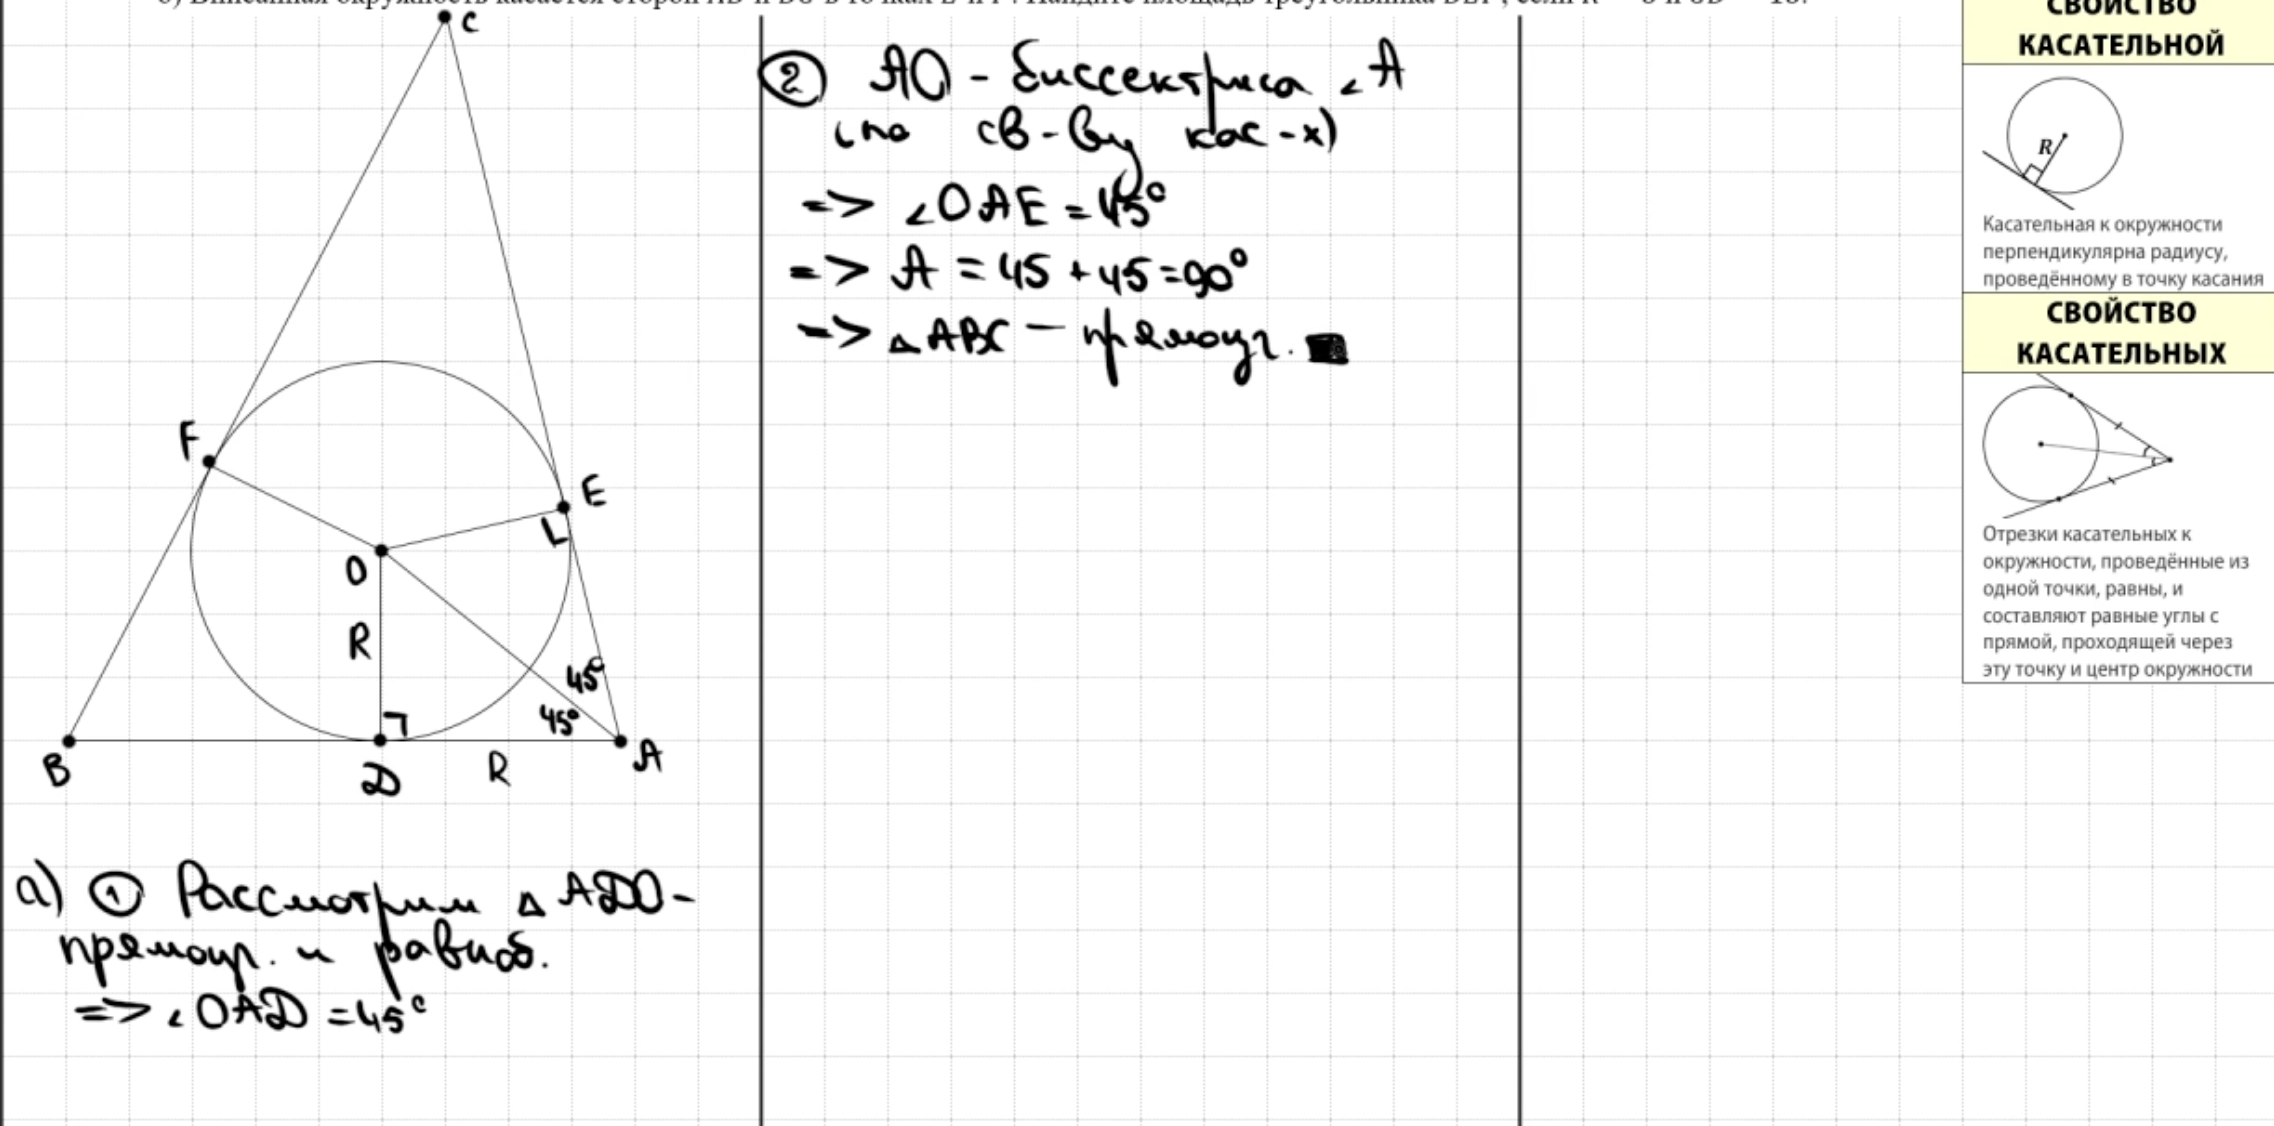 C
F
E
O
R
45°
45°
B
D
R
A
а) ① Рассмотрим △ ADO -
прямоуг. и равноб.
=> ∠OAD = 45°
② AO - биссектриса ∠A
(по св-ву кас-х)
=> ∠OAE = 45°
=> A = 45 + 45 = 90°
=> △ABC — прямоуг.
СВОЙСТВО
КАСАТЕЛЬНОЙ
R
Касательная к окружности
перпендикулярна радиусу,
проведённому в точку касания
СВОЙСТВО
КАСАТЕЛЬНЫХ
Отрезки касательных к
окружности, проведённые из
одной точки, равны, и
составляют равные углы с
прямой, проходящей через
эту точку и центр окружности